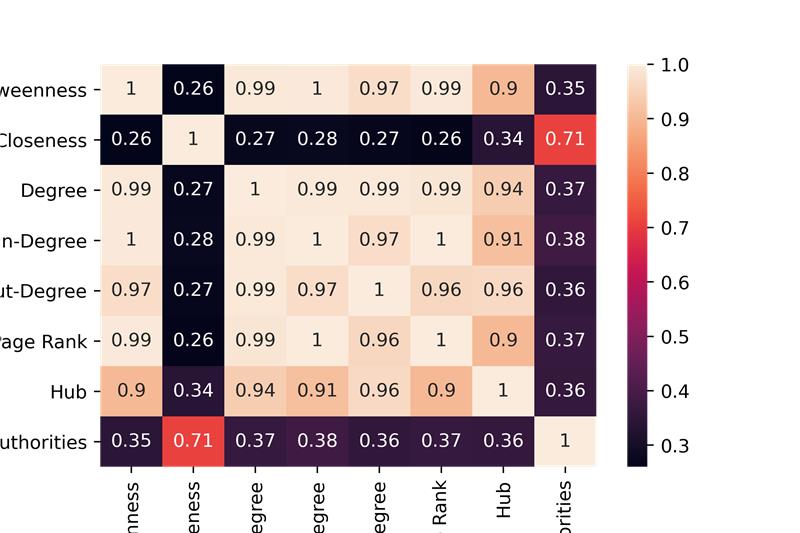 weenness 1 0.26 0.99 1 0.97 0.99 0.9 0.35
Closeness 0.26 1 0.27 0.28 0.27 0.26 0.34 0.71
Degree 0.99 0.27 1 0.99 0.99 0.99 0.94 0.37
n-Degree 1 0.28 0.99 1 0.97 1 0.91 0.38
ut-Degree 0.97 0.27 0.99 0.97 1 0.96 0.96 0.36
Page Rank 0.99 0.26 0.99 1 0.96 1 0.9 0.37
Hub 0.9 0.34 0.94 0.91 0.96 0.9 1 0.36
uthorities 0.35 0.71 0.37 0.38 0.36 0.37 0.36 1
nness
eness
egree
egree
egree
Rank
Hub
orities
1.0
0.9
0.8
0.7
0.6
0.5
0.4
0.3